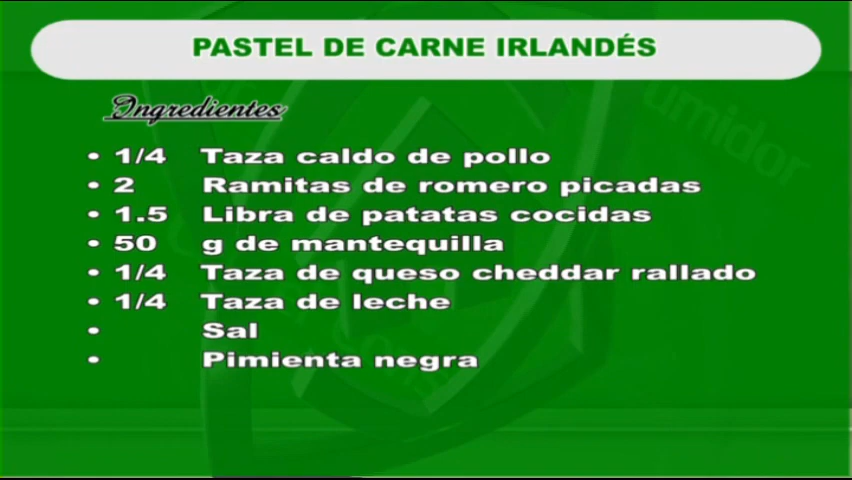 PASTEL DE CARNE IRLANDÉS
Ingredientes
• 1/4 Taza caldo de pollo
• 2 Ramitas de romero picadas
• 1.5 Libra de patatas cocidas
• 50 g de mantequilla
• 1/4 Taza de queso cheddar rallado
• 1/4 Taza de leche
• Sal
• Pimienta negra
umidor